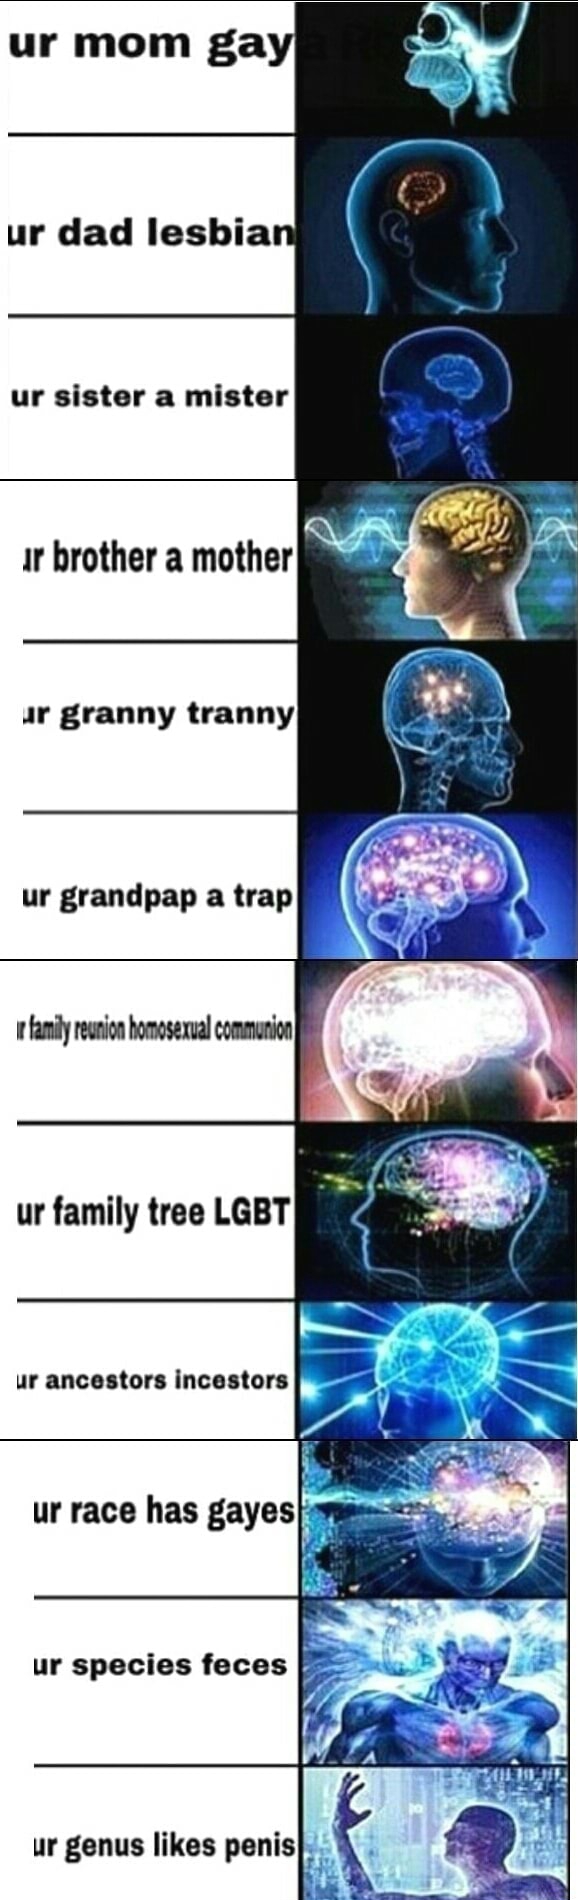 ur mom gay
ur dad lesbian
ur sister a mister
ur brother a mother
ur granny tranny
ur grandpap a trap
ur family reunion homosexual communion
ur family tree LGBT
ur ancestors incestors
ur race has gayes
ur species feces
ur genus likes penis